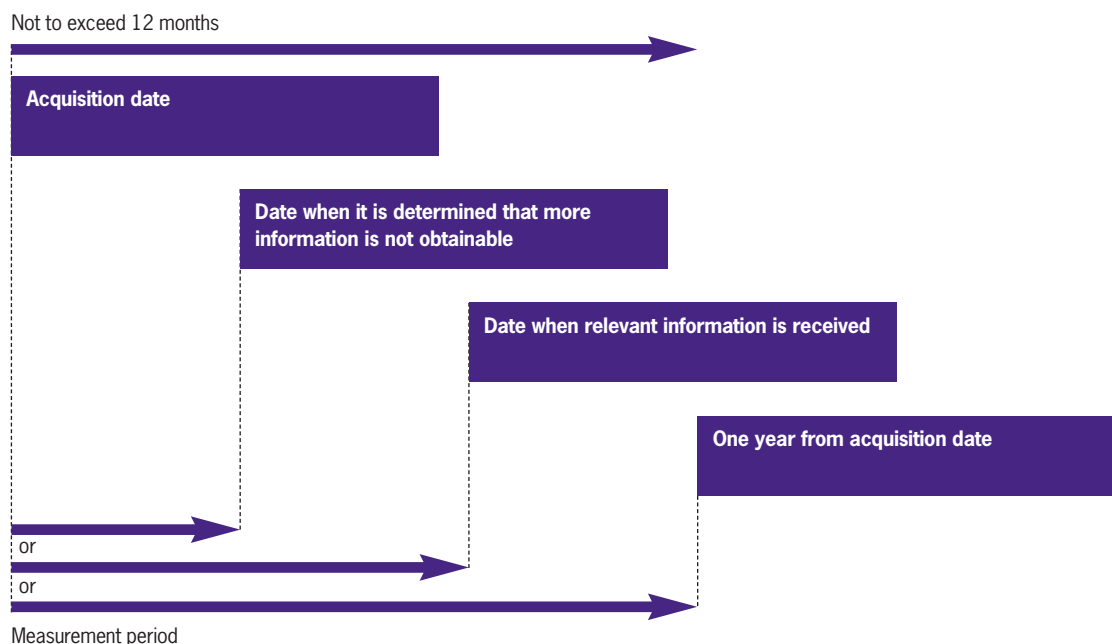 Not to exceed 12 months
Acquisition date
Date when it is determined that more
information is not obtainable
Date when relevant information is received
One year from acquisition date
or
or
Measurement period